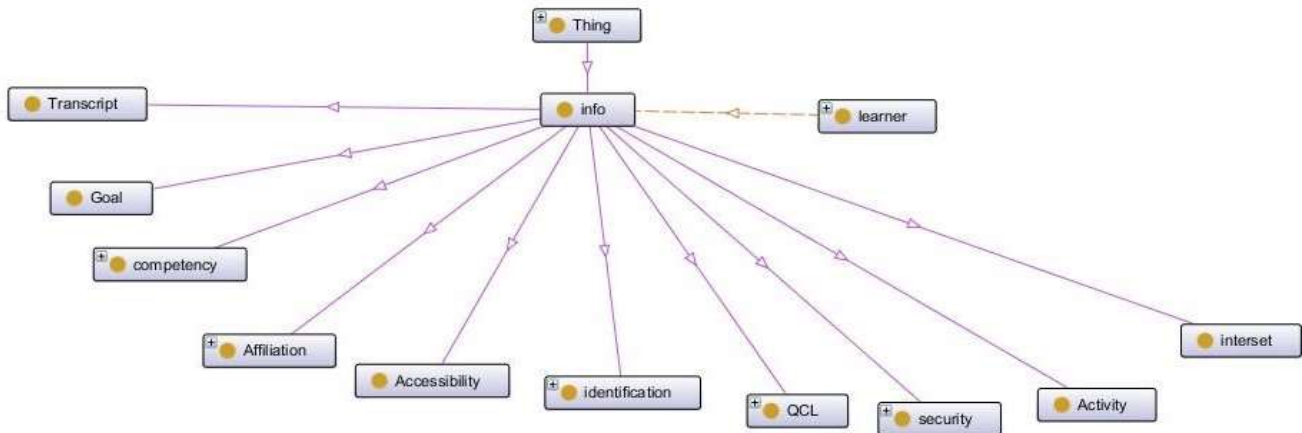 Thing
Transcript
info
learner
Goal
competency
Affiliation
Accessibility
identification
QCL
security
Activity
interset